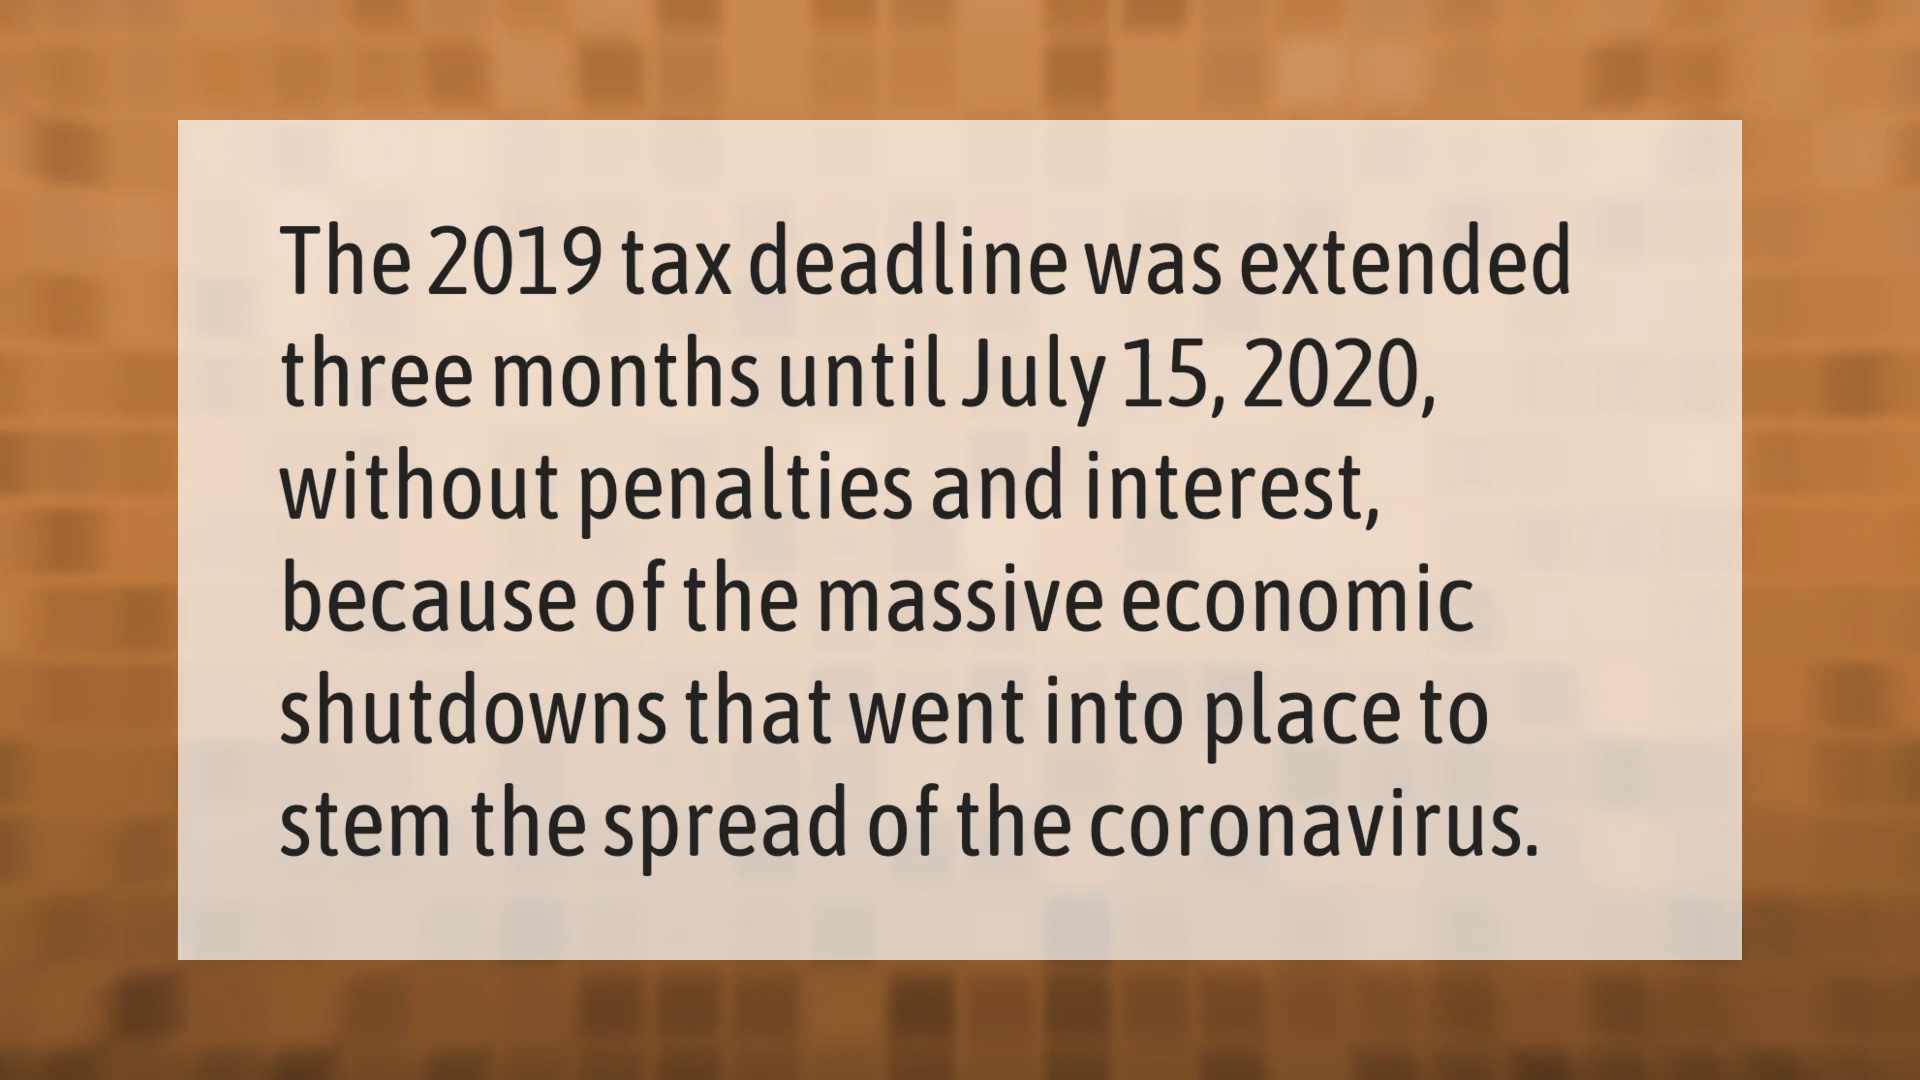 The 2019 tax deadline was extended
three months until July 15, 2020,
without penalties and interest,
because of the massive economic
shutdowns that went into place to
stem the spread of the coronavirus.